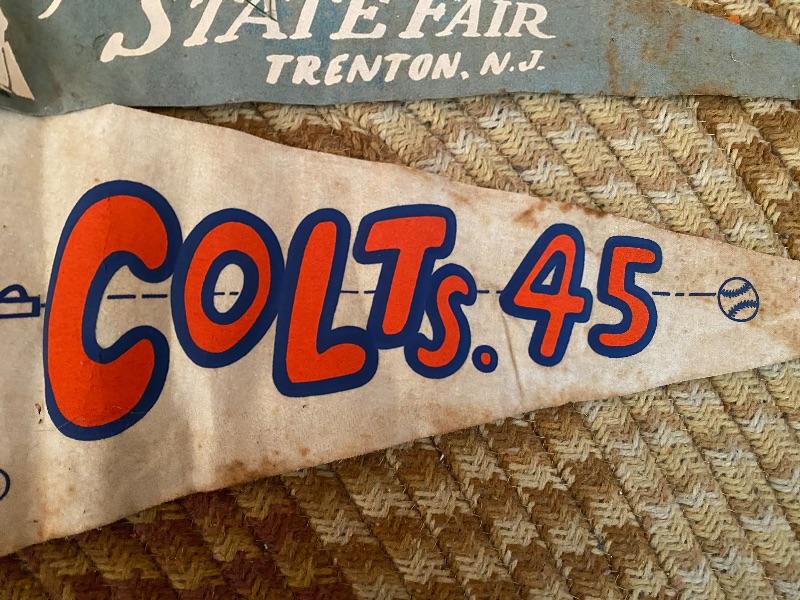 STATE FAIR
TRENTON, N.J.
COLTS. 45